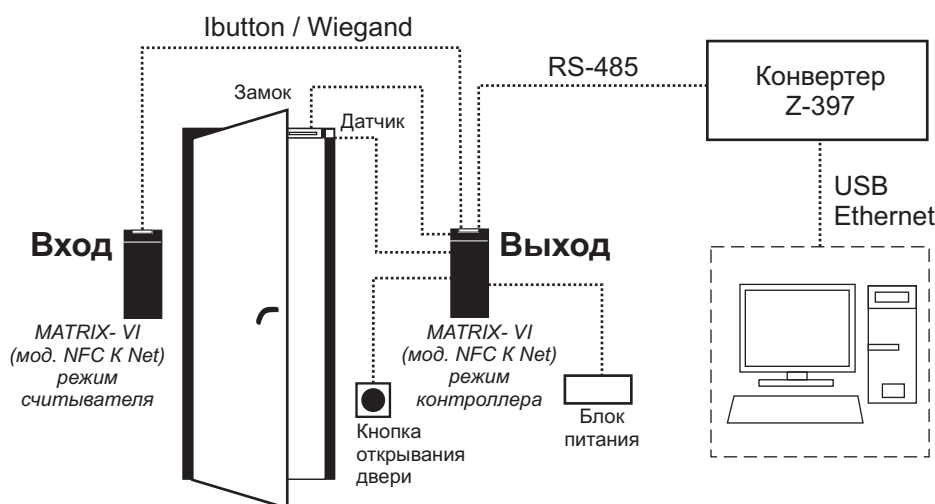 Ibutton / Wiegand
RS-485
Конвертер
Z-397
Замок
Датчик
USB
Ethernet
Вход
Выход
MATRIX- VI
(мод. NFC К Net)
режим
считывателя
MATRIX- VI
(мод. NFC К Net)
режим
контроллера
Кнопка
открывания
двери
Блок
питания